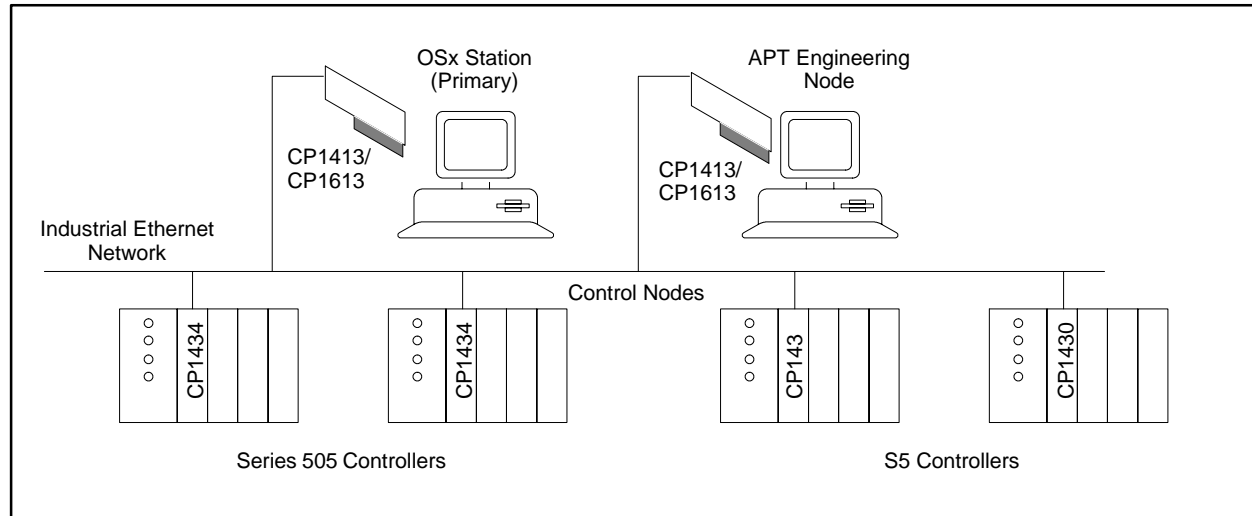 OSx Station
(Primary)
APT Engineering
Node
CP1413/
CP1613
CP1413/
CP1613
Industrial Ethernet
Network
Control Nodes
CP1434
CP1434
CP143
CP1430
Series 505 Controllers
S5 Controllers